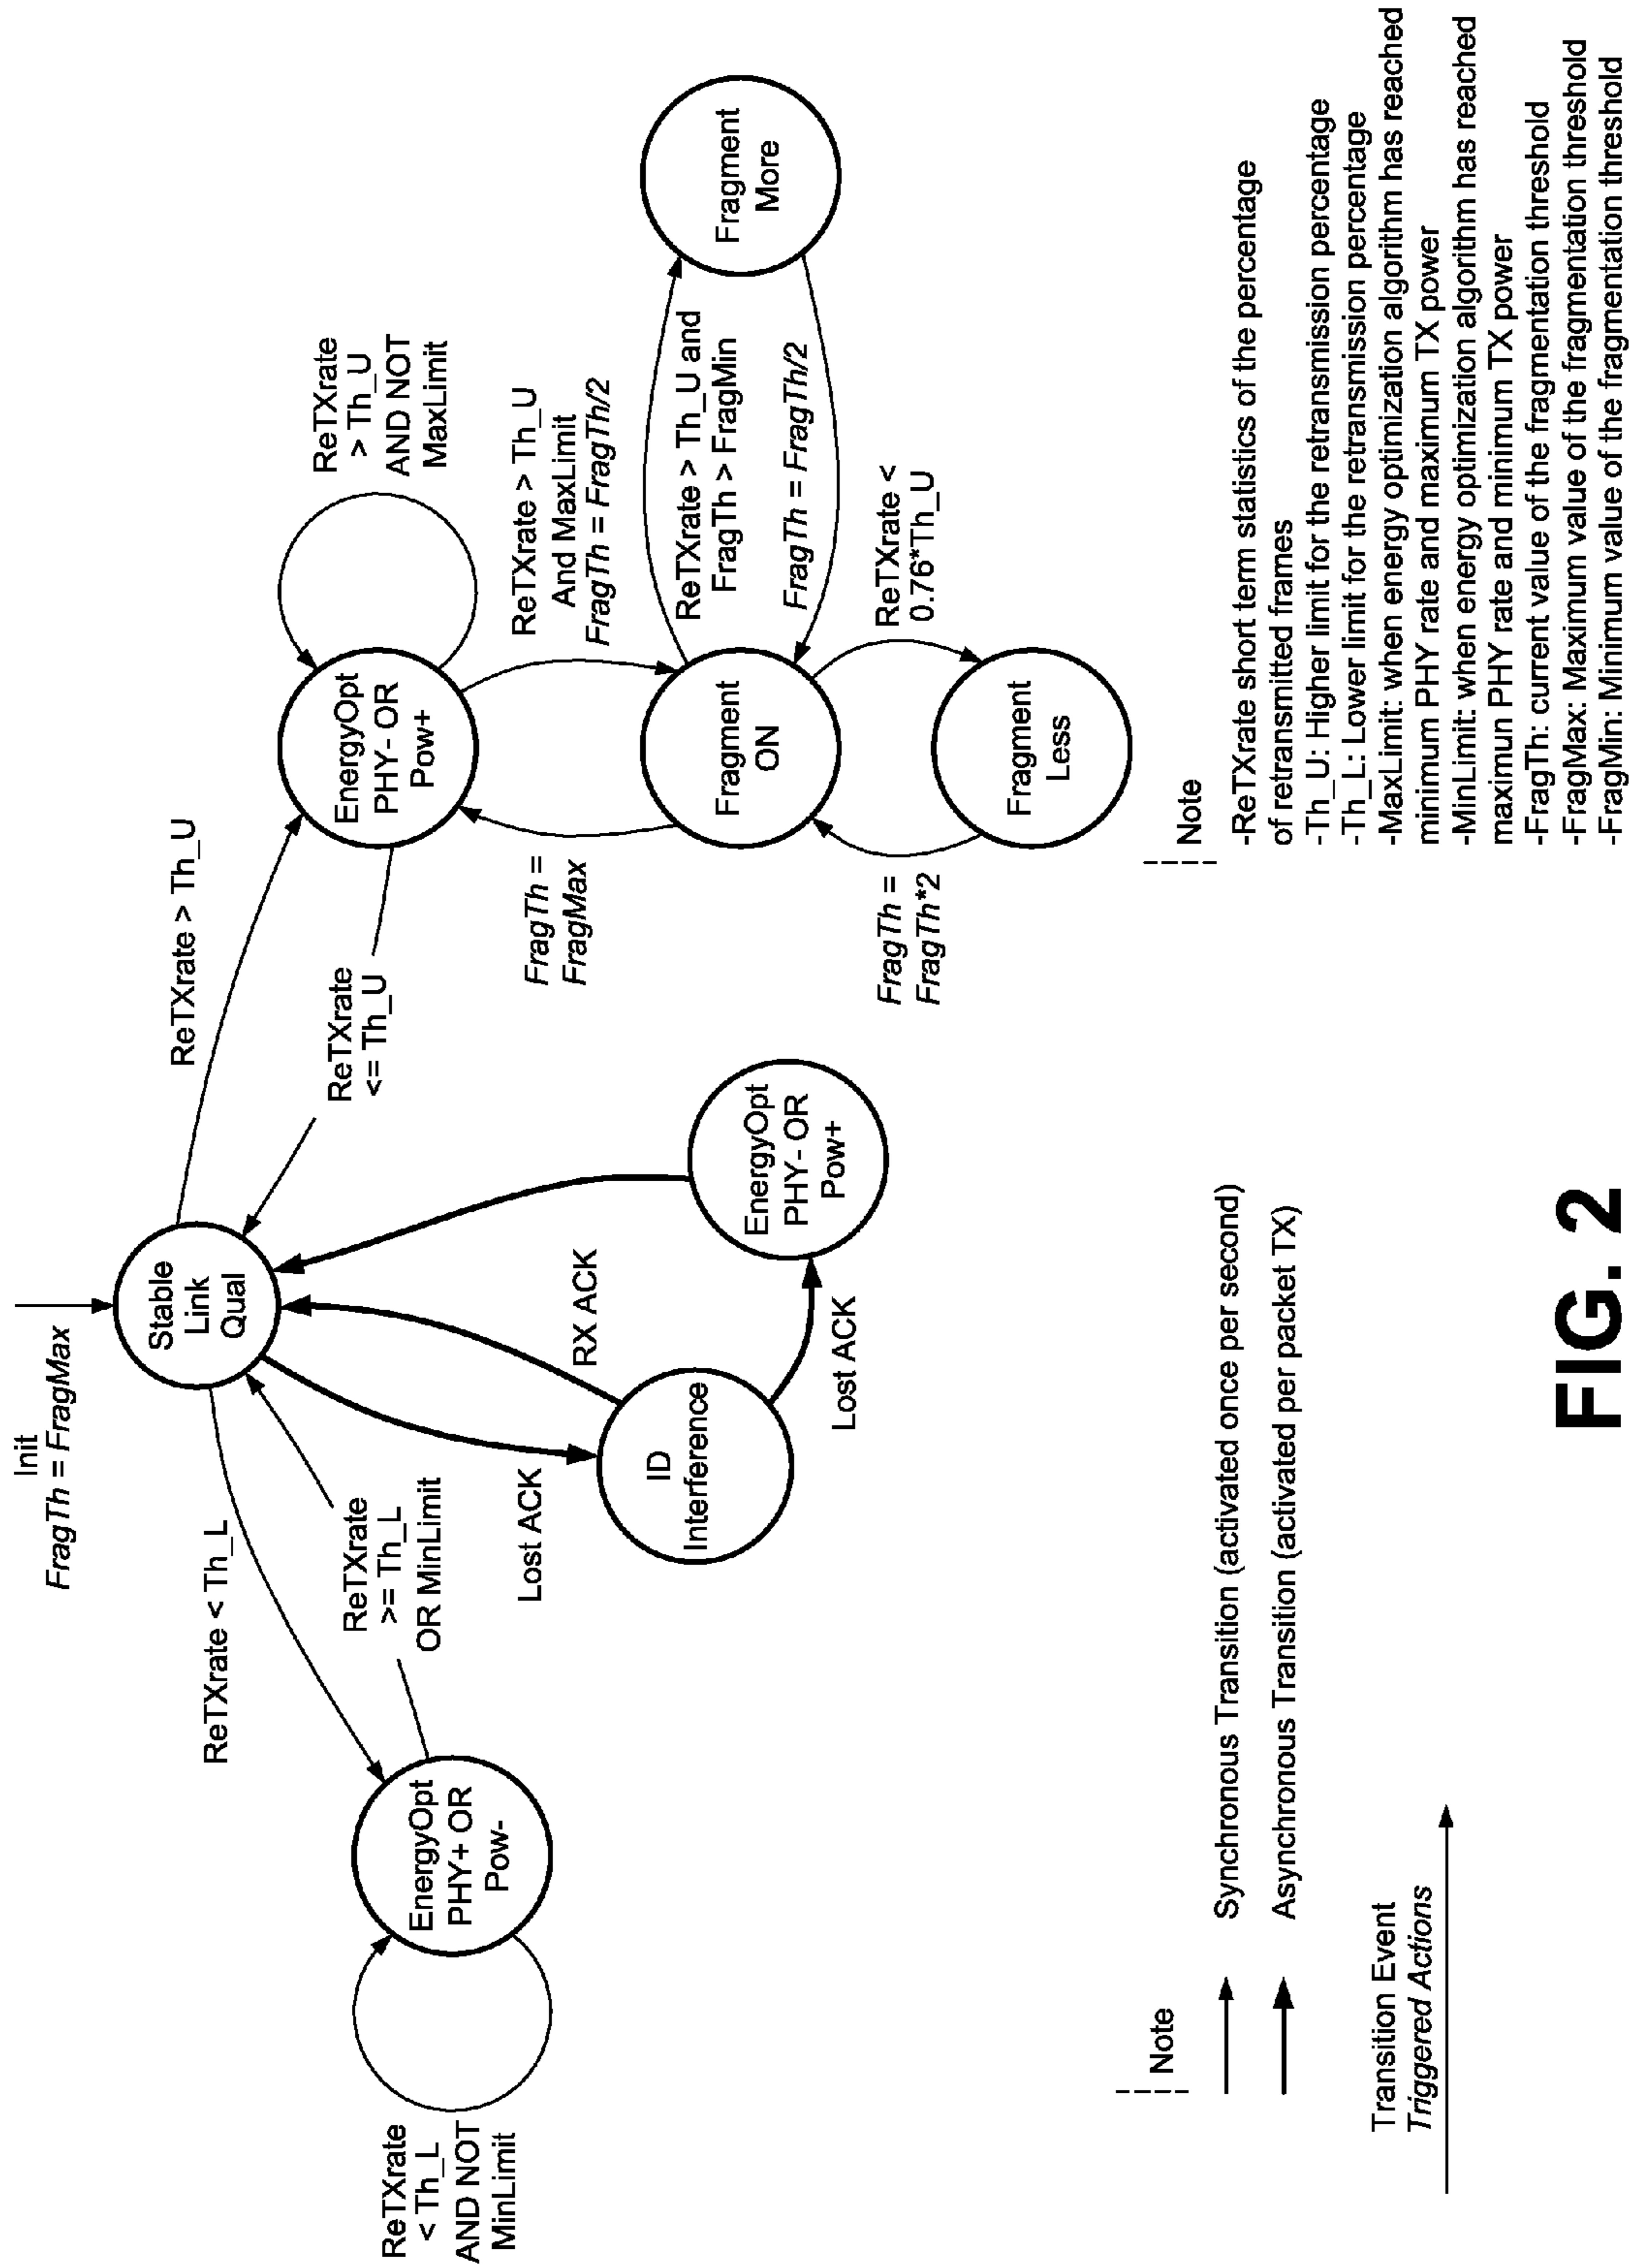 Init
FragTh = FragMax
Stable
Link
Qual
ReTXrate < Th_L
ReTXrate
>= Th_L
OR MinLimit
EnergyOpt
PHY+ OR
Pow-
ReTXrate
< Th_L
AND NOT
MinLimit
Lost ACK
RX ACK
ID
Interference
Lost ACK
EnergyOpt
PHY- OR
Pow+
ReTXrate > Th_U
ReTXrate
<= Th_U
EnergyOpt
PHY- OR
Pow+
ReTXrate
> Th_U
AND NOT
MaxLimit
ReTXrate > Th_U
And MaxLimit
FragTh = FragTh/2
FragTh =
FragMax
Fragment
ON
ReTXrate > Th_U and
FragTh > FragMin
FragTh = FragTh/2
Fragment
More
ReTXrate <
0.76*Th_U
FragTh =
FragTh*2
Fragment
Less
Note
Synchronous Transition (activated once per second)
Asynchronous Transition (activated per packet TX)
Transition Event
Triggered Actions
Note
-ReTXrate short term statistics of the percentage
of retransmitted frames
-Th_U: Higher limit for the retransmission percentage
-Th_L: Lower limit for the retransmission percentage
-MaxLimit: when energy optimization algorithm has reached
minimum PHY rate and maximum TX power
-MinLimit: when energy optimization algorithm has reached
maximun PHY rate and minimum TX power
-FragTh: current value of the fragmentation threshold
-FragMax: Maximum value of the fragmentation threshold
-FragMin: Minimum value of the fragmentation threshold
FIG. 2